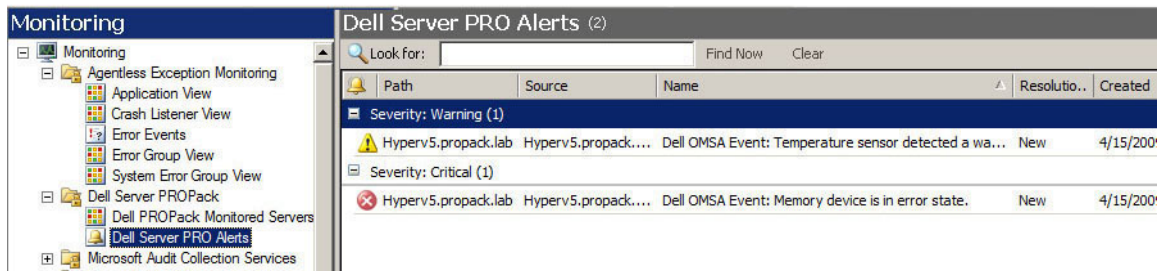 Monitoring
Monitoring
Agentless Exception Monitoring
Application View
Crash Listener View
Error Events
Error Group View
System Error Group View
Dell Server PROPack
Dell PROPack Monitored Servers
Dell Server PRO Alerts
Microsoft Audit Collection Services
Dell Server PRO Alerts (2)
Look for: Find Now Clear
Path Source Name Resolutio.. Created
Severity: Warning (1)
Hyperv5.propack.lab Hyperv5.propack.... Dell OMSA Event: Temperature sensor detected a wa... New 4/15/2009
Severity: Critical (1)
Hyperv5.propack.lab Hyperv5.propack.... Dell OMSA Event: Memory device is in error state. New 4/15/2009